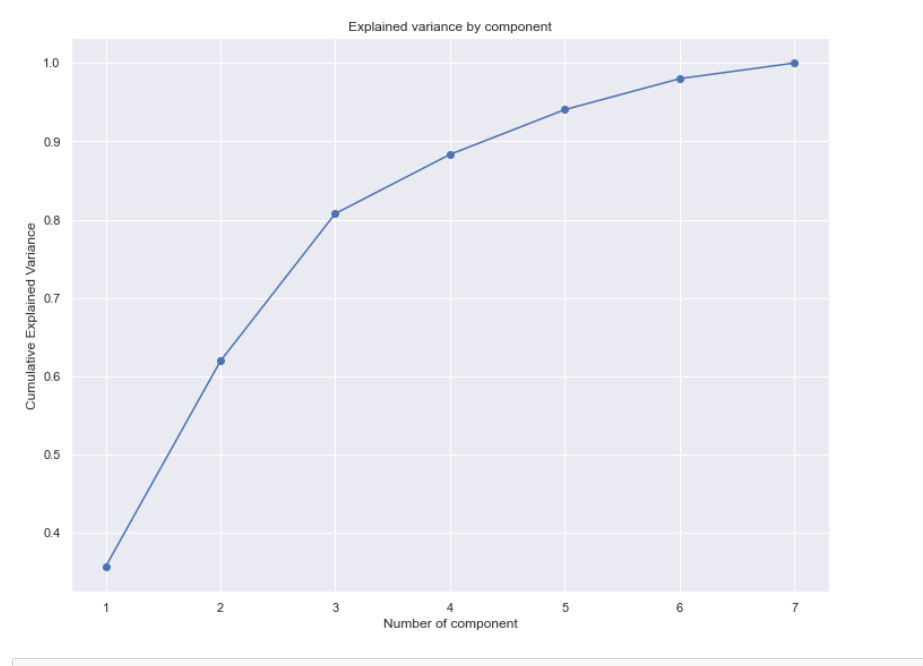 Explained variance by component
1.0
0.9
0.8
0.7
0.6
0.5
0.4
Cumulative Explained Variance
1 2 3 4 5 6 7
Number of component